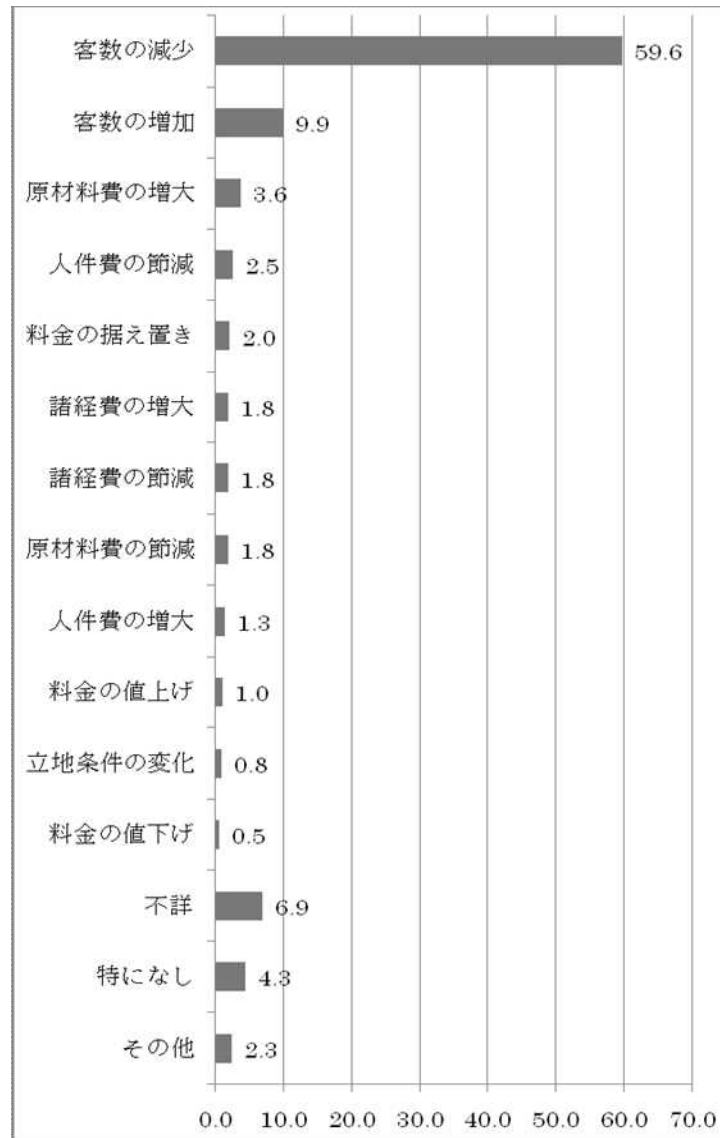 客数の減少 59.6
客数の増加 9.9
原材料費の増大 3.6
人件費の節減 2.5
料金の据え置き 2.0
諸経費の増大 1.8
諸経費の節減 1.8
原材料費の節減 1.8
人件費の増大 1.3
料金の値上げ 1.0
立地条件の変化 0.8
料金の値下げ 0.5
不詳 6.9
特になし 4.3
その他 2.3
0.0 10.0 20.0 30.0 40.0 50.0 60.0 70.0